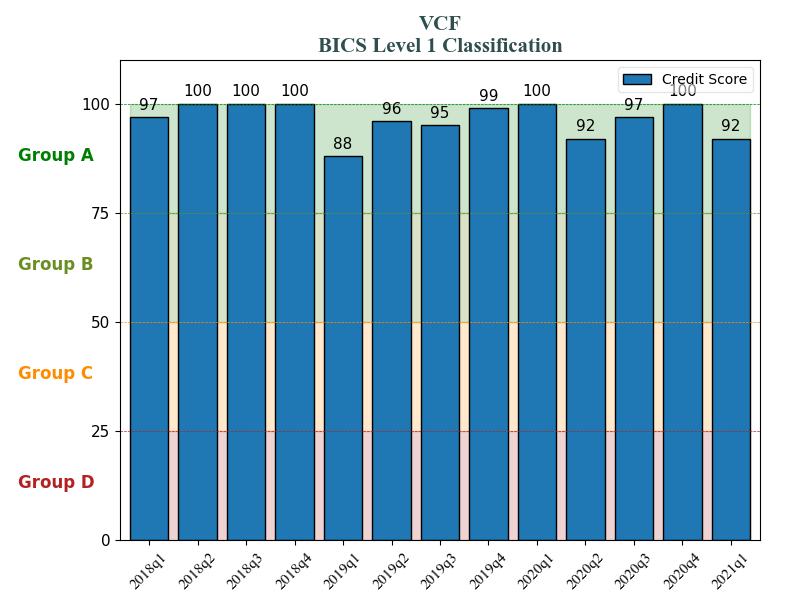 VCF
BICS Level 1 Classification
Credit Score
97 100 100 100 88 96 95 99 100 92 97 100 92
100
Group A
75
Group B
50
Group C
25
Group D
0
2018q1 2018q2 2018q3 2018q4 2019q1 2019q2 2019q3 2019q4 2020q1 2020q2 2020q3 2020q4 2021q1